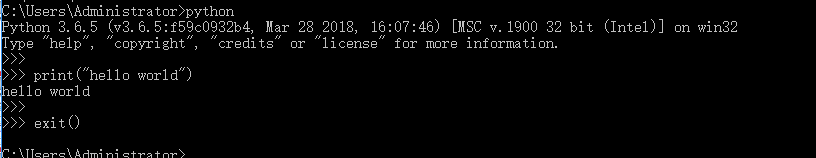 C:\Users\Administrator>python
Python 3.6.5 (v3.6.5:f59c0932b4, Mar 28 2018, 16:07:46) [MSC v.1900 32 bit (Intel)] on win32
Type "help", "copyright", "credits" or "license" for more information.
>>>
>>> print("hello world")
hello world
>>>
>>> exit()
C:\Users\Administrator>